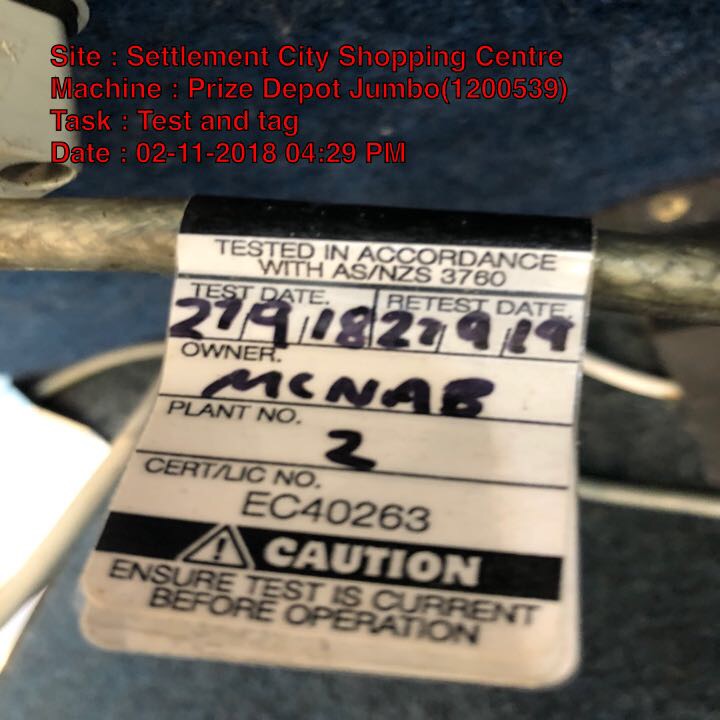 Site : Settlement City Shopping Centre
Machine : Prize Depot Jumbo(1200539)
Task : Test and tag
Date : 02-11-2018 04:29 PM
TESTED IN ACCORDANCE
WITH AS/NZS 3760
TEST DATE. RETEST DATE.
27/9/18 27/9/19
OWNER.
MCNAB
PLANT NO.
2
CERT/LIC NO.
EC40263
CAUTION
ENSURE TEST IS CURRENT
BEFORE OPERATION